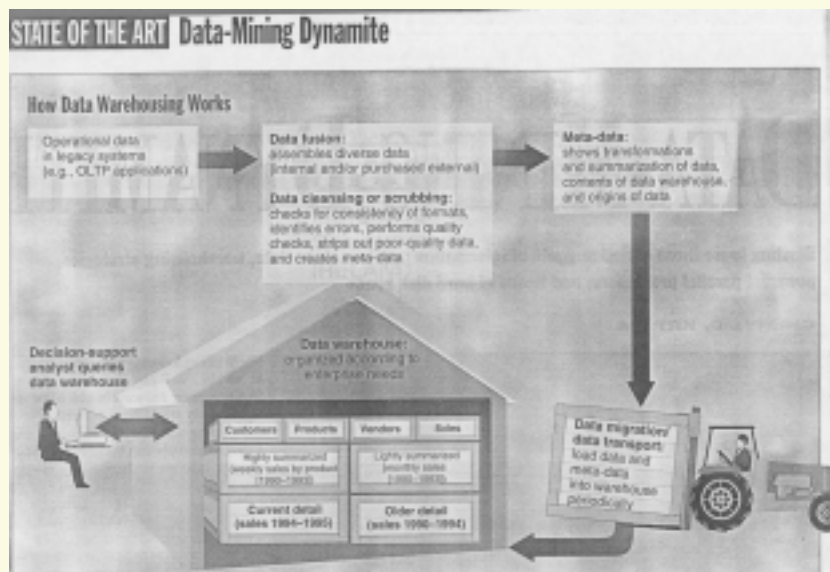 STATE OF THE ART Data-Mining Dynamite
How Data Warehousing Works
Operational data
in legacy systems
(e.g., OLTP applications)
Data fusion:
assembles diverse data
(internal and/or purchased external)
Data cleansing or scrubbing:
checks for consistency of formats,
identifies errors, performs quality
checks, strips out poor-quality data,
and creates meta-data
Meta-data:
shows transformations
and summarization of data,
contents of data warehouse,
and origins of data
Decision-support
analyst queries
data warehouse
Data warehouse:
organized according to
enterprise needs
Customers
Products
Vendors
Sales
Highly summarized
(weekly sales by product
Lightly summarized
(monthly sales
Current detail
(sales 1994–1995)
Older detail
(sales 1990–1994)
Data migration/
data transport:
load data and
meta-data
into warehouse
periodically